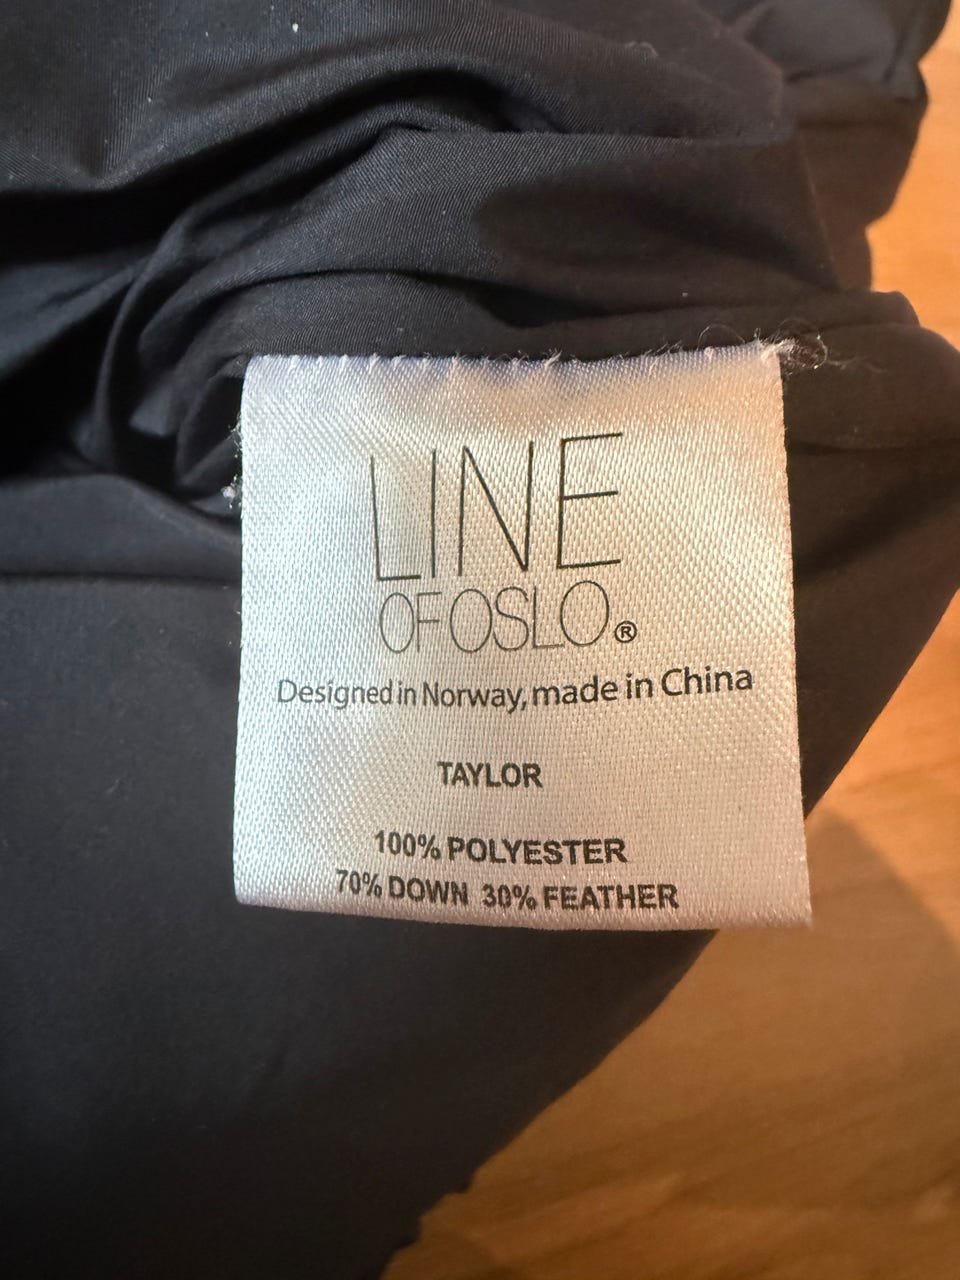 LINE
OF OSLO®
Designed in Norway, made in China
TAYLOR
100% POLYESTER
70% DOWN 30% FEATHER